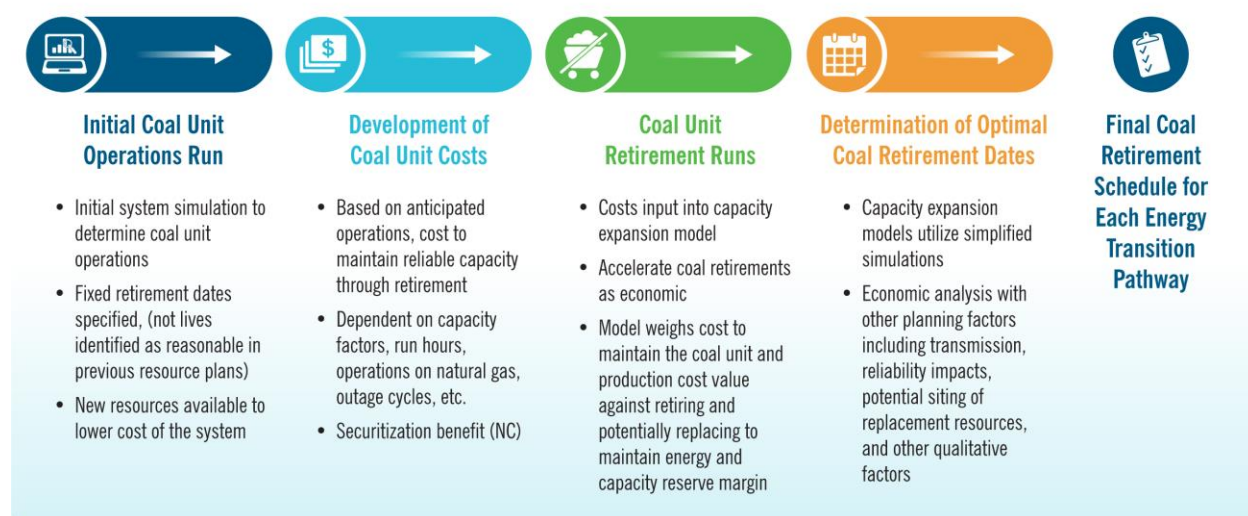 Initial Coal Unit
Operations Run
• Initial system simulation to
determine coal unit
operations
• Fixed retirement dates
specified, (not lives
identified as reasonable in
previous resource plans)
• New resources available to
lower cost of the system
$
Development of
Coal Unit Costs
• Based on anticipated
operations, cost to
maintain reliable capacity
through retirement
• Dependent on capacity
factors, run hours,
operations on natural gas,
outage cycles, etc.
• Securitization benefit (NC)
Coal Unit
Retirement Runs
• Costs input into capacity
expansion model
• Accelerate coal retirements
as economic
• Model weighs cost to
maintain the coal unit and
production cost value
against retiring and
potentially replacing to
maintain energy and
capacity reserve margin
Determination of Optimal
Coal Retirement Dates
• Capacity expansion
models utilize simplified
simulations
• Economic analysis with
other planning factors
including transmission,
reliability impacts,
potential siting of
replacement resources,
and other qualitative
factors
Final Coal
Retirement
Schedule for
Each Energy
Transition
Pathway